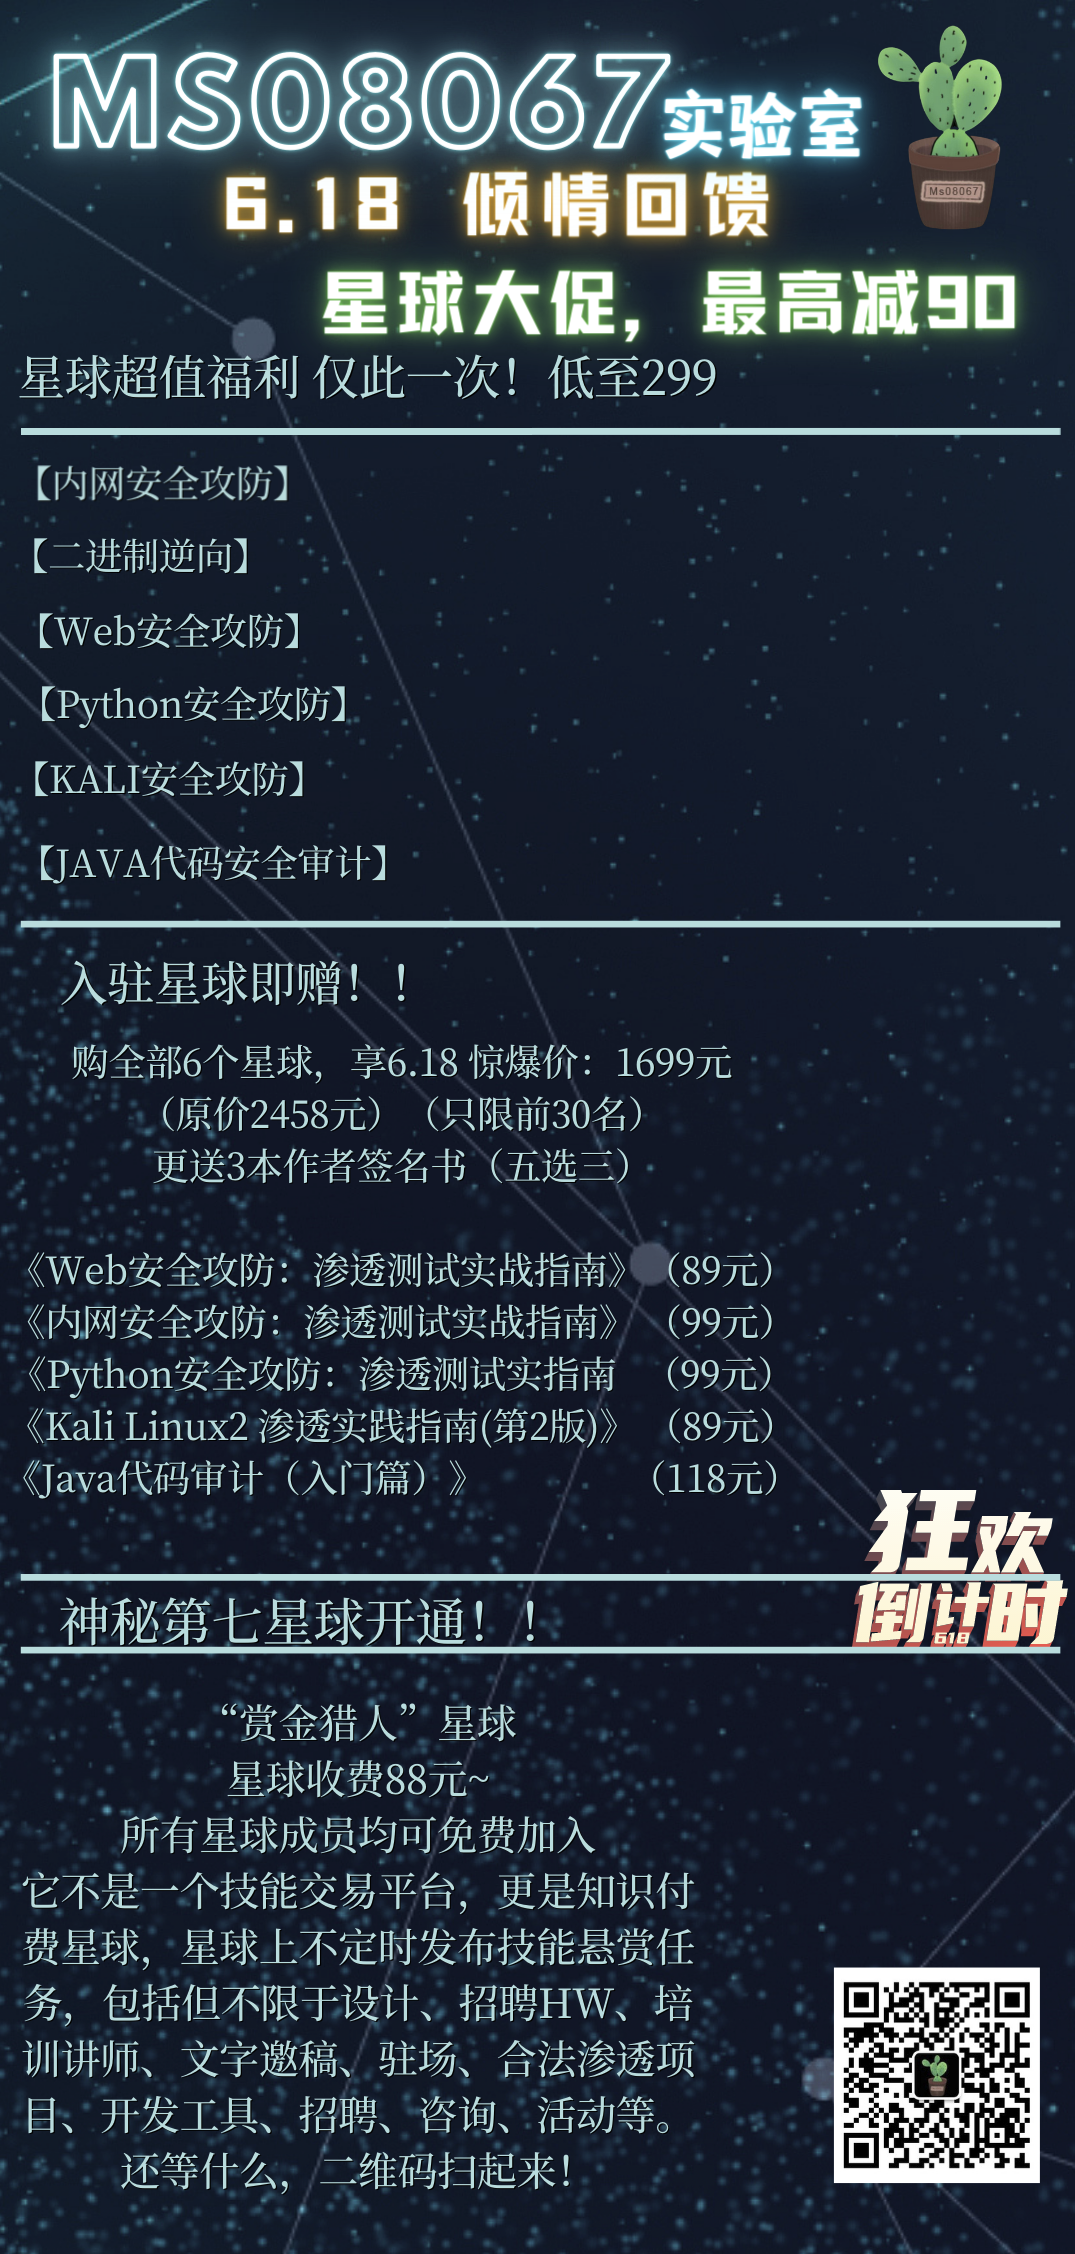 MS08067实验室
Ms08067
6.18 倾情回馈
星球大促，最高减90
星球超值福利 仅此一次！低至299
【内网安全攻防】
【二进制逆向】
【Web安全攻防】
【Python安全攻防】
【KALI安全攻防】
【JAVA代码安全审计】
入驻星球即赠！！
购全部6个星球，享6.18 惊爆价：1699元
（原价2458元）（只限前30名）
更送3本作者签名书（五选三）
《Web安全攻防：渗透测试实战指南》（89元）
《内网安全攻防：渗透测试实战指南》（99元）
《Python安全攻防：渗透测试实指南 （99元）
《Kali Linux2 渗透实践指南(第2版)》（89元）
《Java代码审计（入门篇）》 （118元）
狂欢
倒计时
618
神秘第七星球开通！！
“赏金猎人”星球
星球收费88元~
所有星球成员均可免费加入
它不是一个技能交易平台，更是知识付
费星球，星球上不定时发布技能悬赏任
务，包括但不限于设计、招聘HW、培
训讲师、文字邀稿、驻场、合法渗透项
目、开发工具、招聘、咨询、活动等。
还等什么，二维码扫起来！